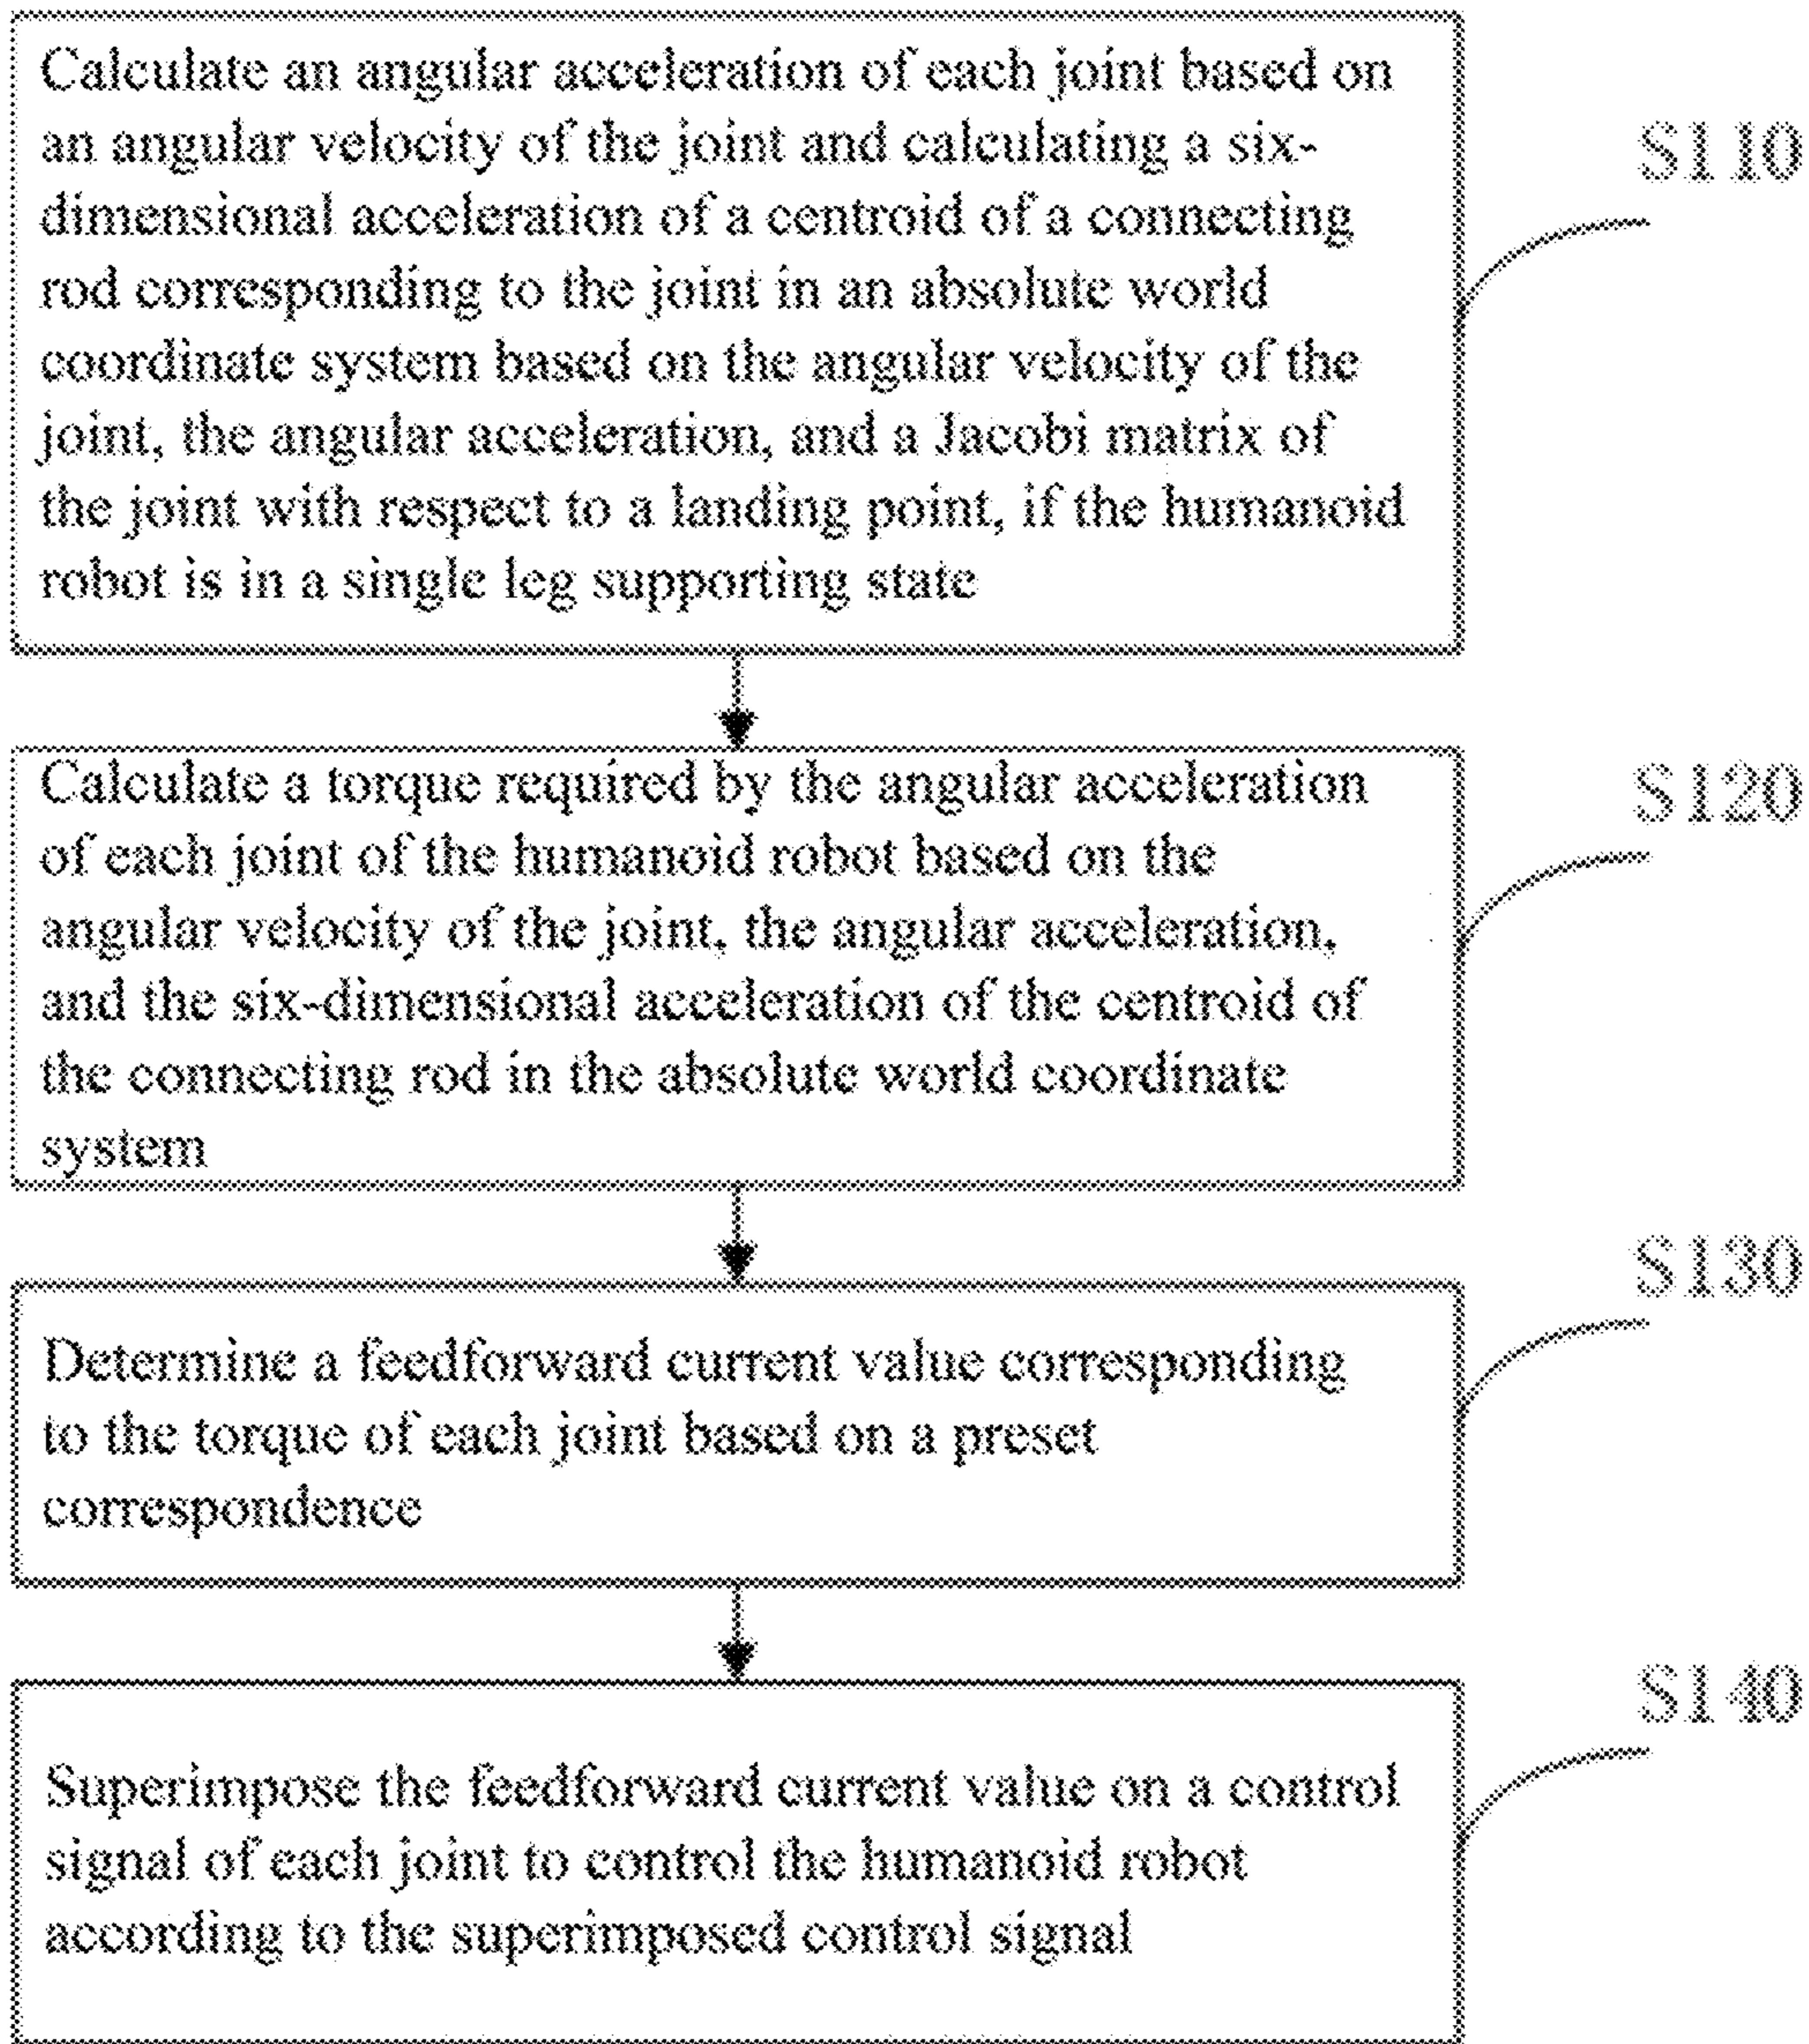 Calculate an angular acceleration of each joint based on
an angular velocity of the joint and calculating a six-
dimensional acceleration of a centroid of a connecting
rod corresponding to the joint in an absolute world
coordinate system based on the angular velocity of the
joint, the angular acceleration, and a Jacobi matrix of
the joint with respect to a landing point, if the humanoid
robot is in a single leg supporting state
S110
Calculate a torque required by the angular acceleration
of each joint of the humanoid robot based on the
angular velocity of the joint, the angular acceleration,
and the six-dimensional acceleration of the centroid of
the connecting rod in the absolute world coordinate
system
S120
Determine a feedforward current value corresponding
to the torque of each joint based on a preset
correspondence
S130
Superimpose the feedforward current value on a control
signal of each joint to control the humanoid robot
according to the superimposed control signal
S140